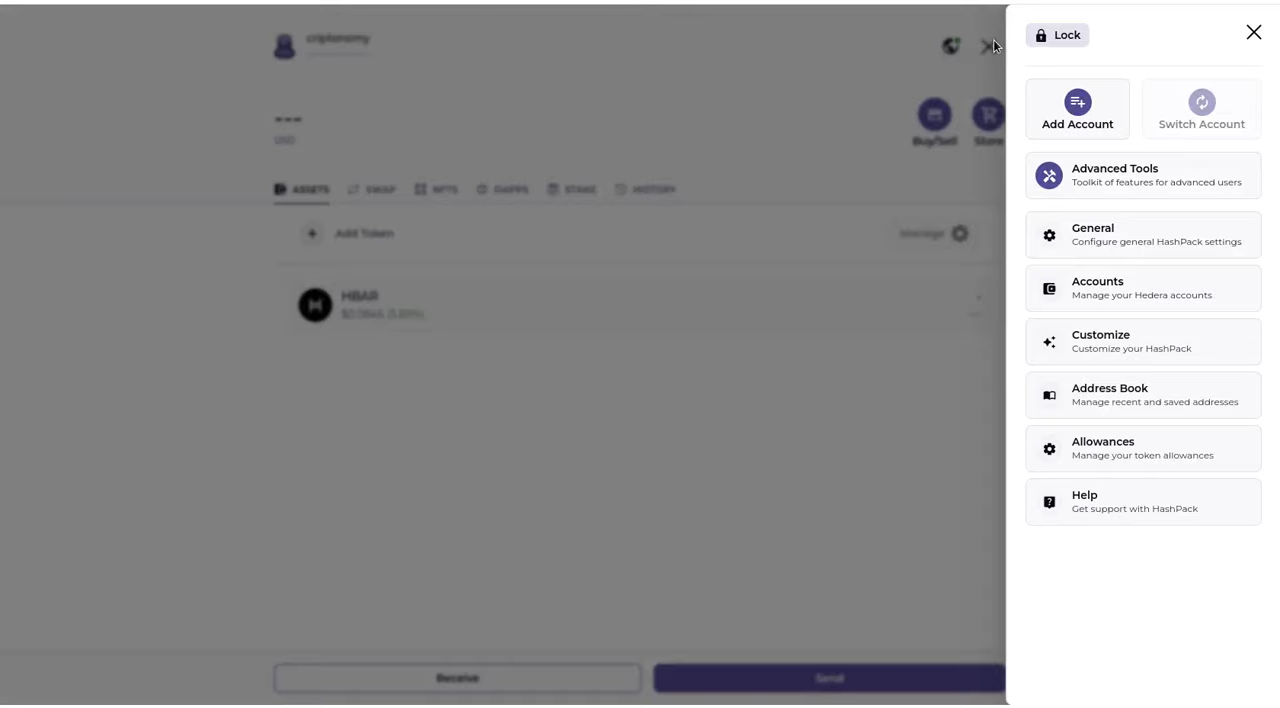 criptonomy
Lock
---
USD
Buy/Sell
Store
Add Account
Switch Account
ASSETS
SWAP
NFTS
DAPPS
STAKE
HISTORY
Add Token
Manage
HBAR
Advanced Tools
Toolkit of features for advanced users
General
Configure general HashPack settings
Accounts
Manage your Hedera accounts
Customize
Customize your HashPack
Address Book
Manage recent and saved addresses
Allowances
Manage your token allowances
Help
Get support with HashPack
Receive
Send